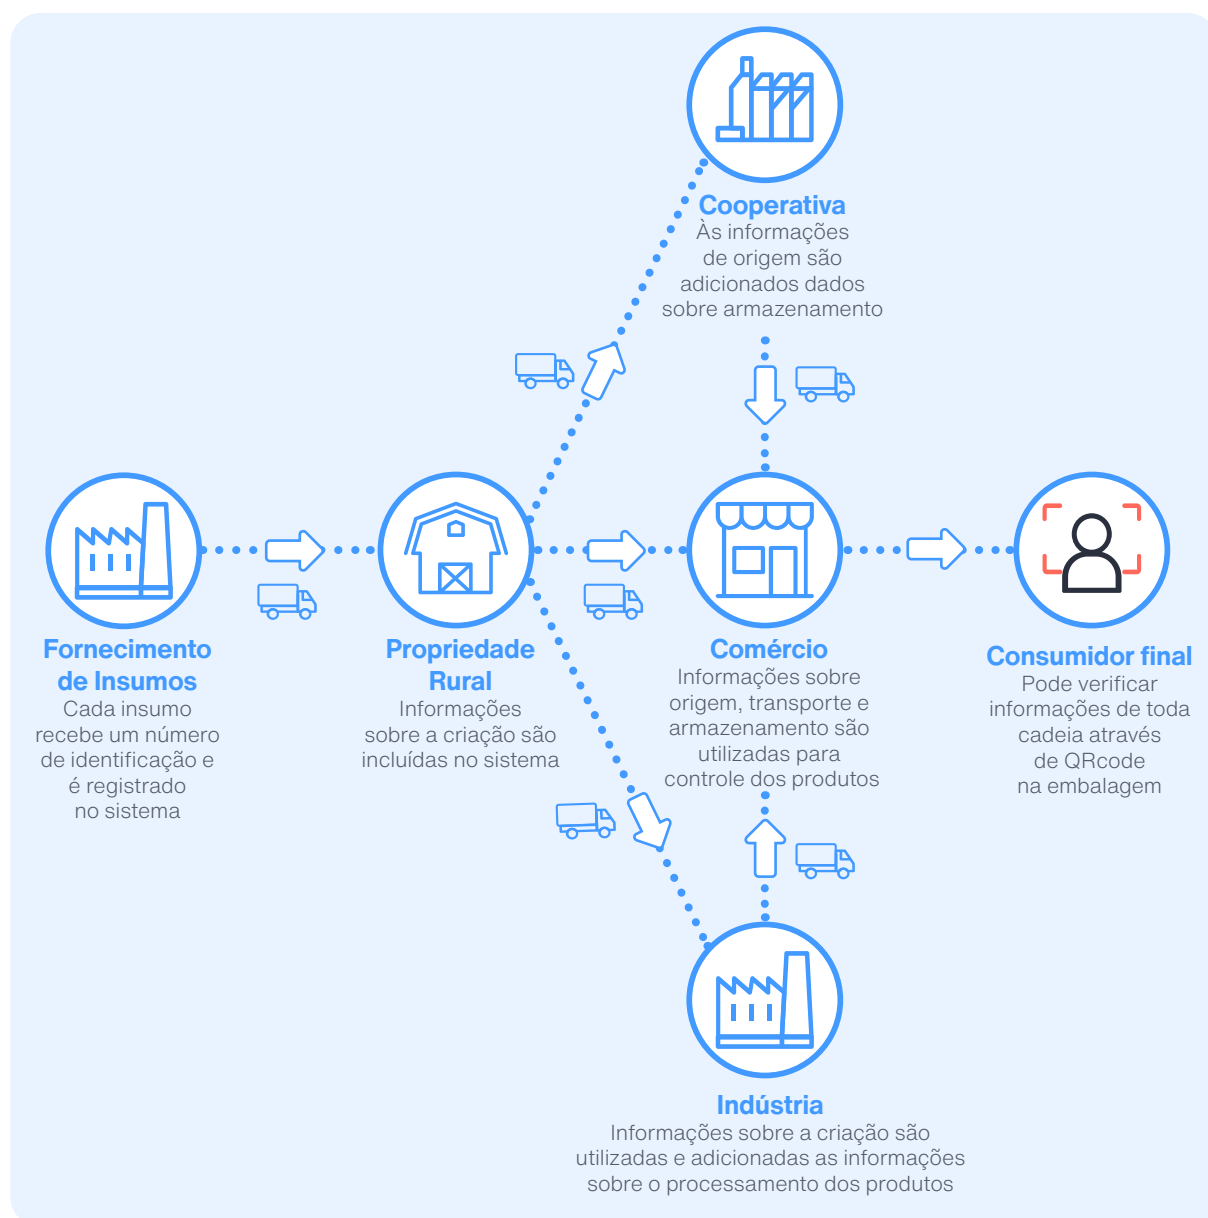 Cooperativa
Às informações
de origem são
adicionados dados
sobre armazenamento
Fornecimento
de Insumos
Cada insumo
recebe um número
de identificação e
é registrado
no sistema
Propriedade
Rural
Informações
sobre a criação são
incluídas no sistema
Comércio
Informações sobre
origem, transporte e
armazenamento são
utilizadas para
controle dos produtos
Consumidor final
Pode verificar
informações de toda
cadeia através
de QRcode
na embalagem
Indústria
Informações sobre a criação são
utilizadas e adicionadas as informações
sobre o processamento dos produtos